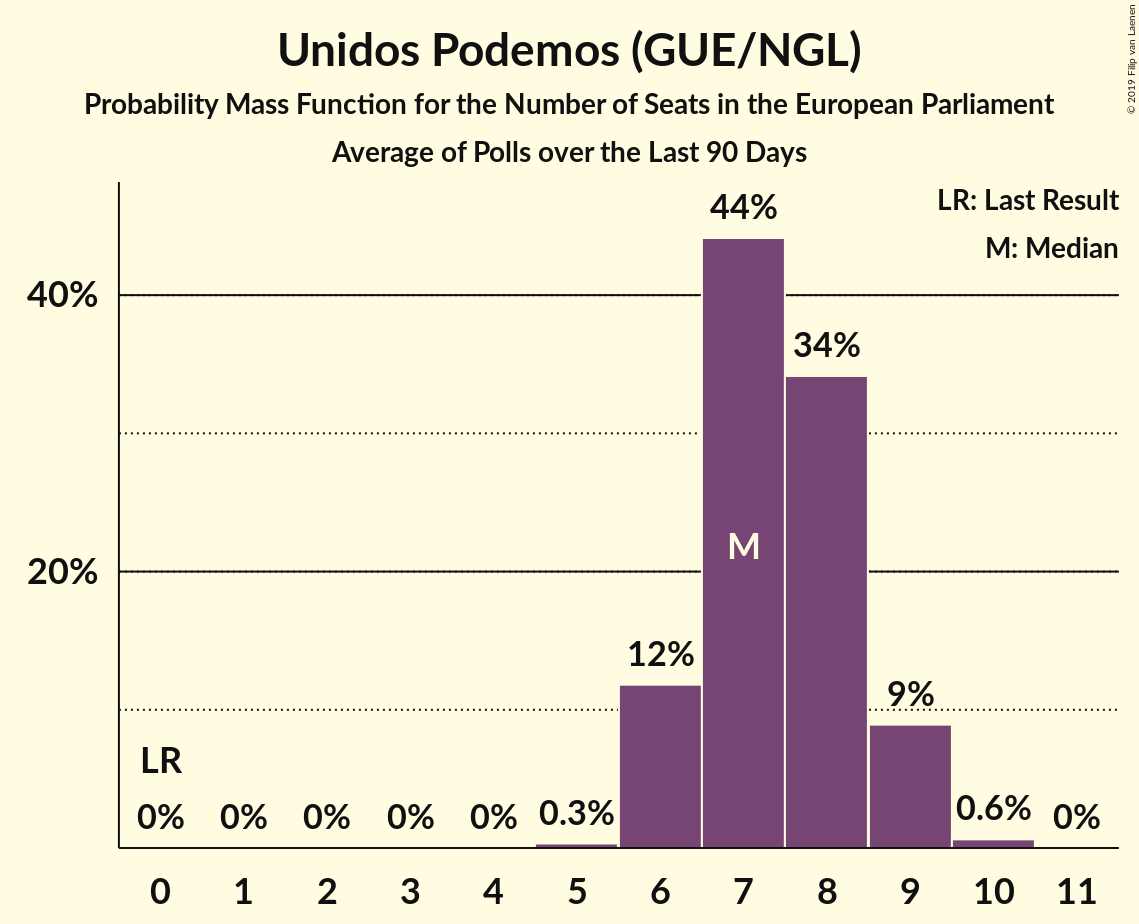 Unidos Podemos (GUE/NGL)
Probability Mass Function for the Number of Seats in the European Parliament
Average of Polls over the Last 90 Days
© 2019 Filip van Laenen
LR: Last Result
M: Median
44%
40%
34%
M
20%
12%
9%
LR
0% 0% 0% 0% 0% 0.3% 0.6% 0%
0 1 2 3 4 5 6 7 8 9 10 11